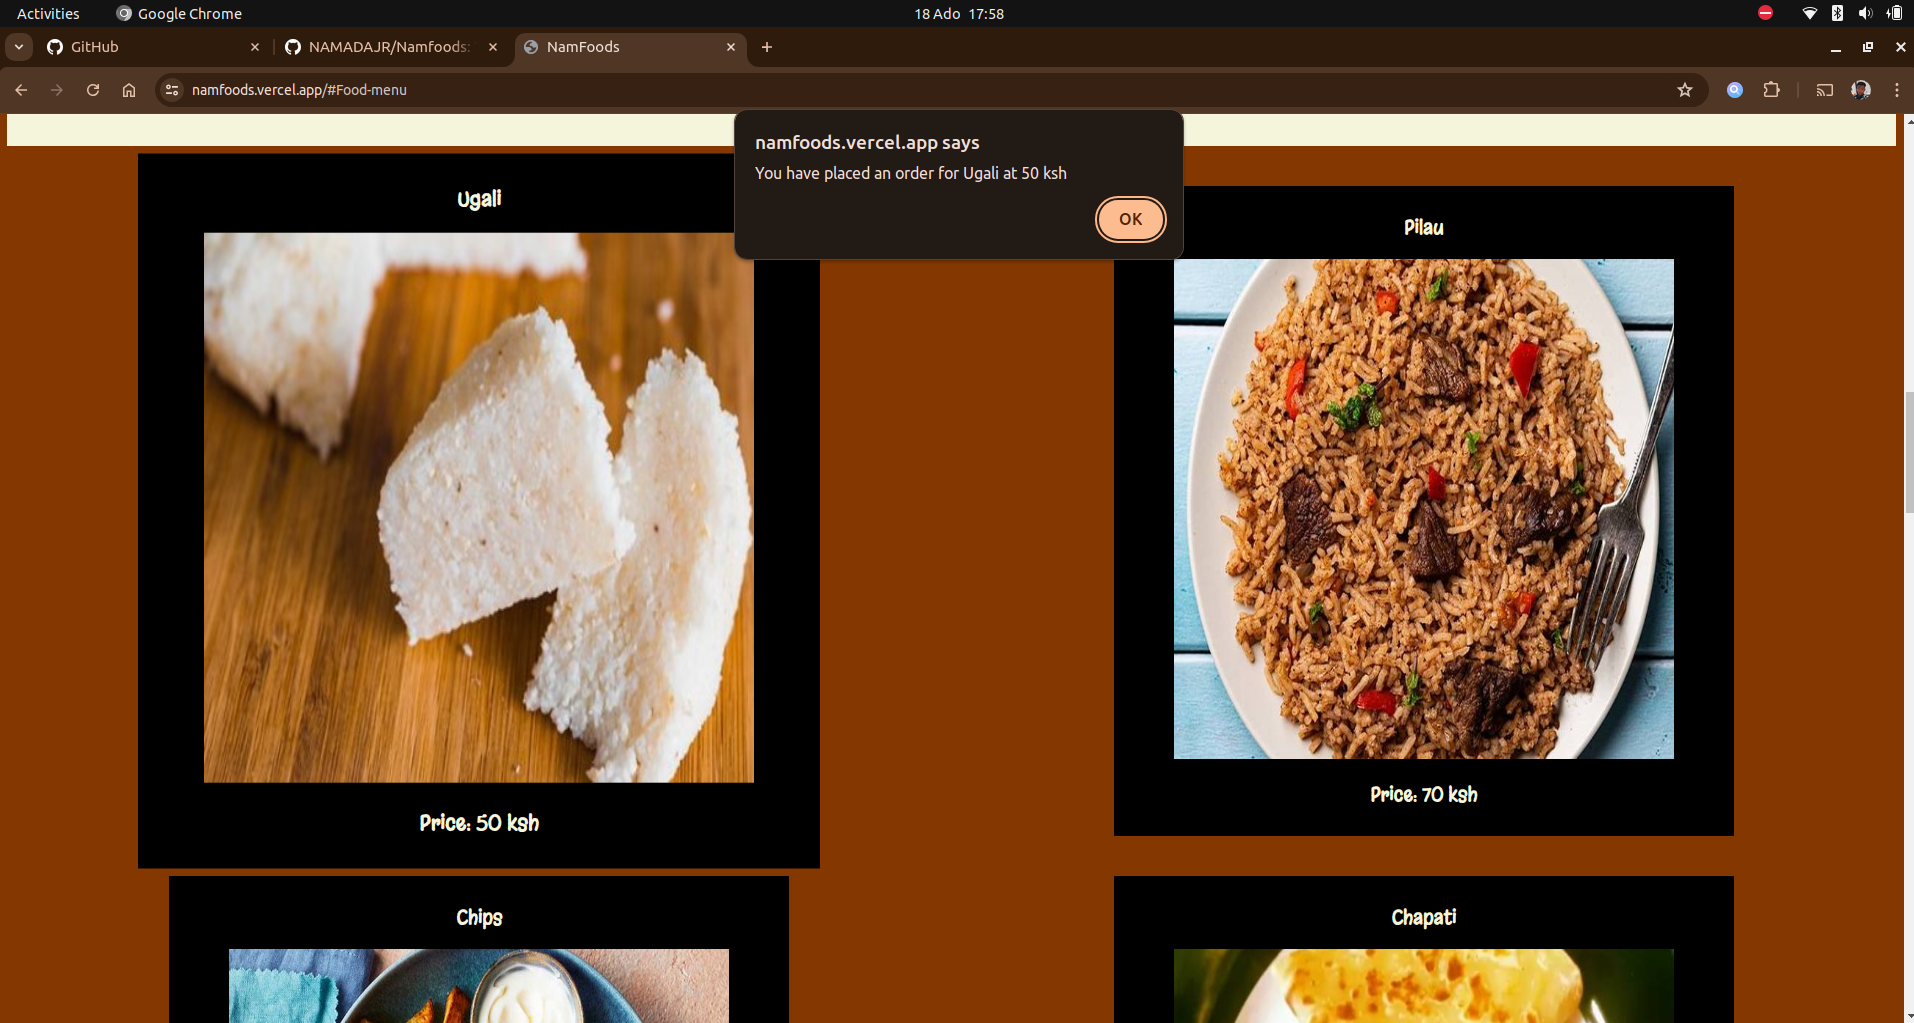 Activities
Google Chrome
18 Ado 17:58
GitHub
NAMADAJR/Namfoods:
NamFoods
namfoods.vercel.app/#Food-menu
namfoods.vercel.app says
You have placed an order for Ugali at 50 ksh
OK
Ugali
Pilau
Price: 50 ksh
Price: 70 ksh
Chips
Chapati